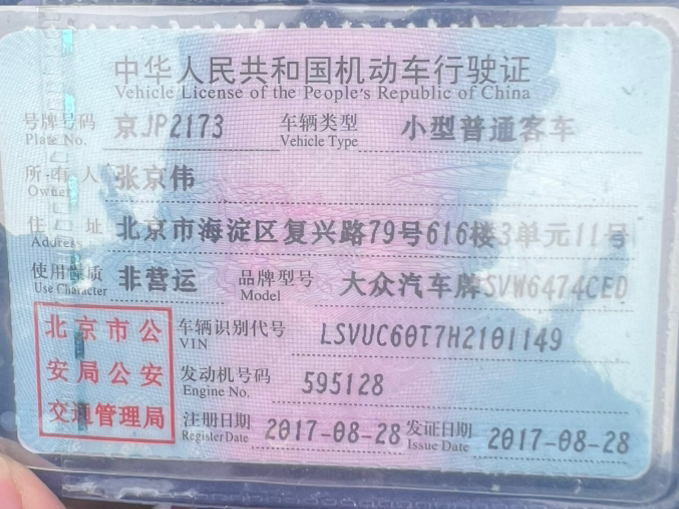 中华人民共和国机动车行驶证
Vehicle License of the People's Republic of China
号牌号码 京JP2173 车辆类型 小型普通客车
Plate No. Vehicle Type
所有人 张京伟
Owner
住址 北京市海淀区复兴路79号616楼3单元11号
Address
使用性质 非营运 品牌型号 大众汽车牌SVW6474CED
Use Character Model
北京市公安局公安交通管理局
车辆识别代号 LSVUC60T7H2101149
VIN
发动机号码 595128
Engine No.
注册日期 2017-08-28 发证日期 2017-08-28
Register Date Issue Date